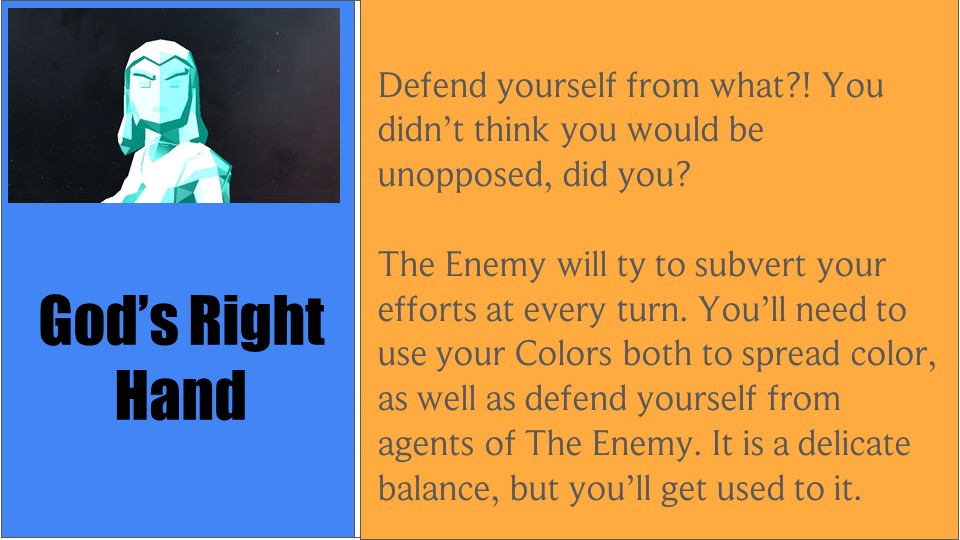 God’s Right
Hand
Defend yourself from what?! You
didn’t think you would be
unopposed, did you?
The Enemy will ty to subvert your
efforts at every turn. You’ll need to
use your Colors both to spread color,
as well as defend yourself from
agents of The Enemy. It is a delicate
balance, but you’ll get used to it.